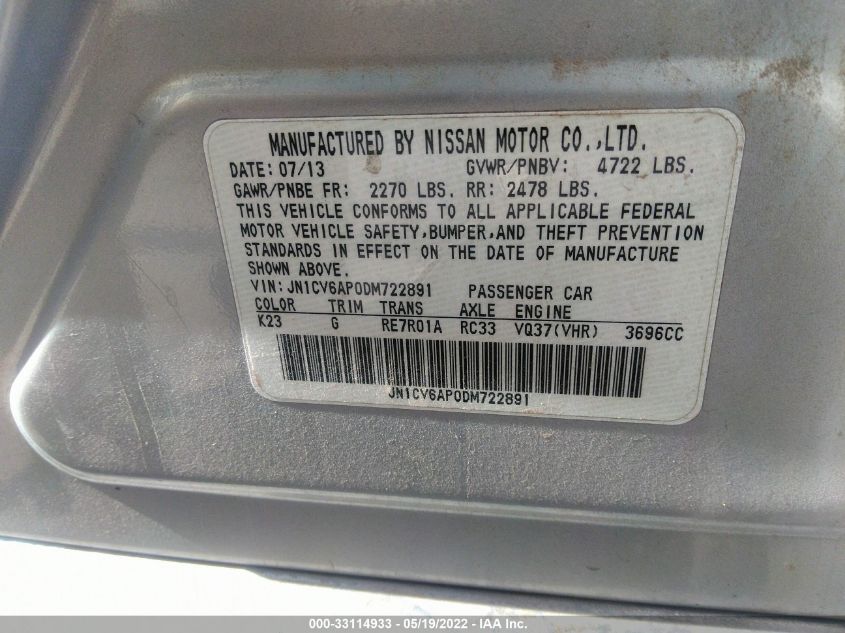 MANUFACTURED BY NISSAN MOTOR CO.,LTD.
DATE: 07/13 GVWR/PNBV: 4722 LBS.
GAWR/PNBE FR: 2270 LBS. RR: 2478 LBS.
THIS VEHICLE CONFORMS TO ALL APPLICABLE FEDERAL
MOTOR VEHICLE SAFETY,BUMPER,AND THEFT PREVENTION
STANDARDS IN EFFECT ON THE DATE OF MANUFACTURE
SHOWN ABOVE.
VIN:JN1CV6AP0DM722891 PASSENGER CAR
COLOR TRIM TRANS AXLE ENGINE
K23 G RE7R01A RC33 VQ37(VHR) 3696CC
JN1CV6AP0DM722891
000-33114933 - 05/19/2022 - IAA Inc.